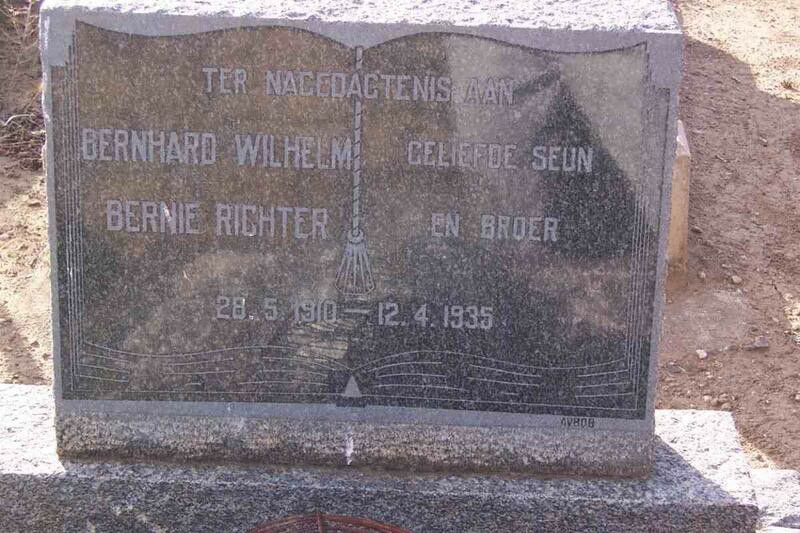 TER NAGEDAGTENIS AAN
BERNHARD WILHELM GELIEFDE SEUN
BERNIE RICHTER EN BROER
28.5.1910 — 12.4.1935
AVBOB